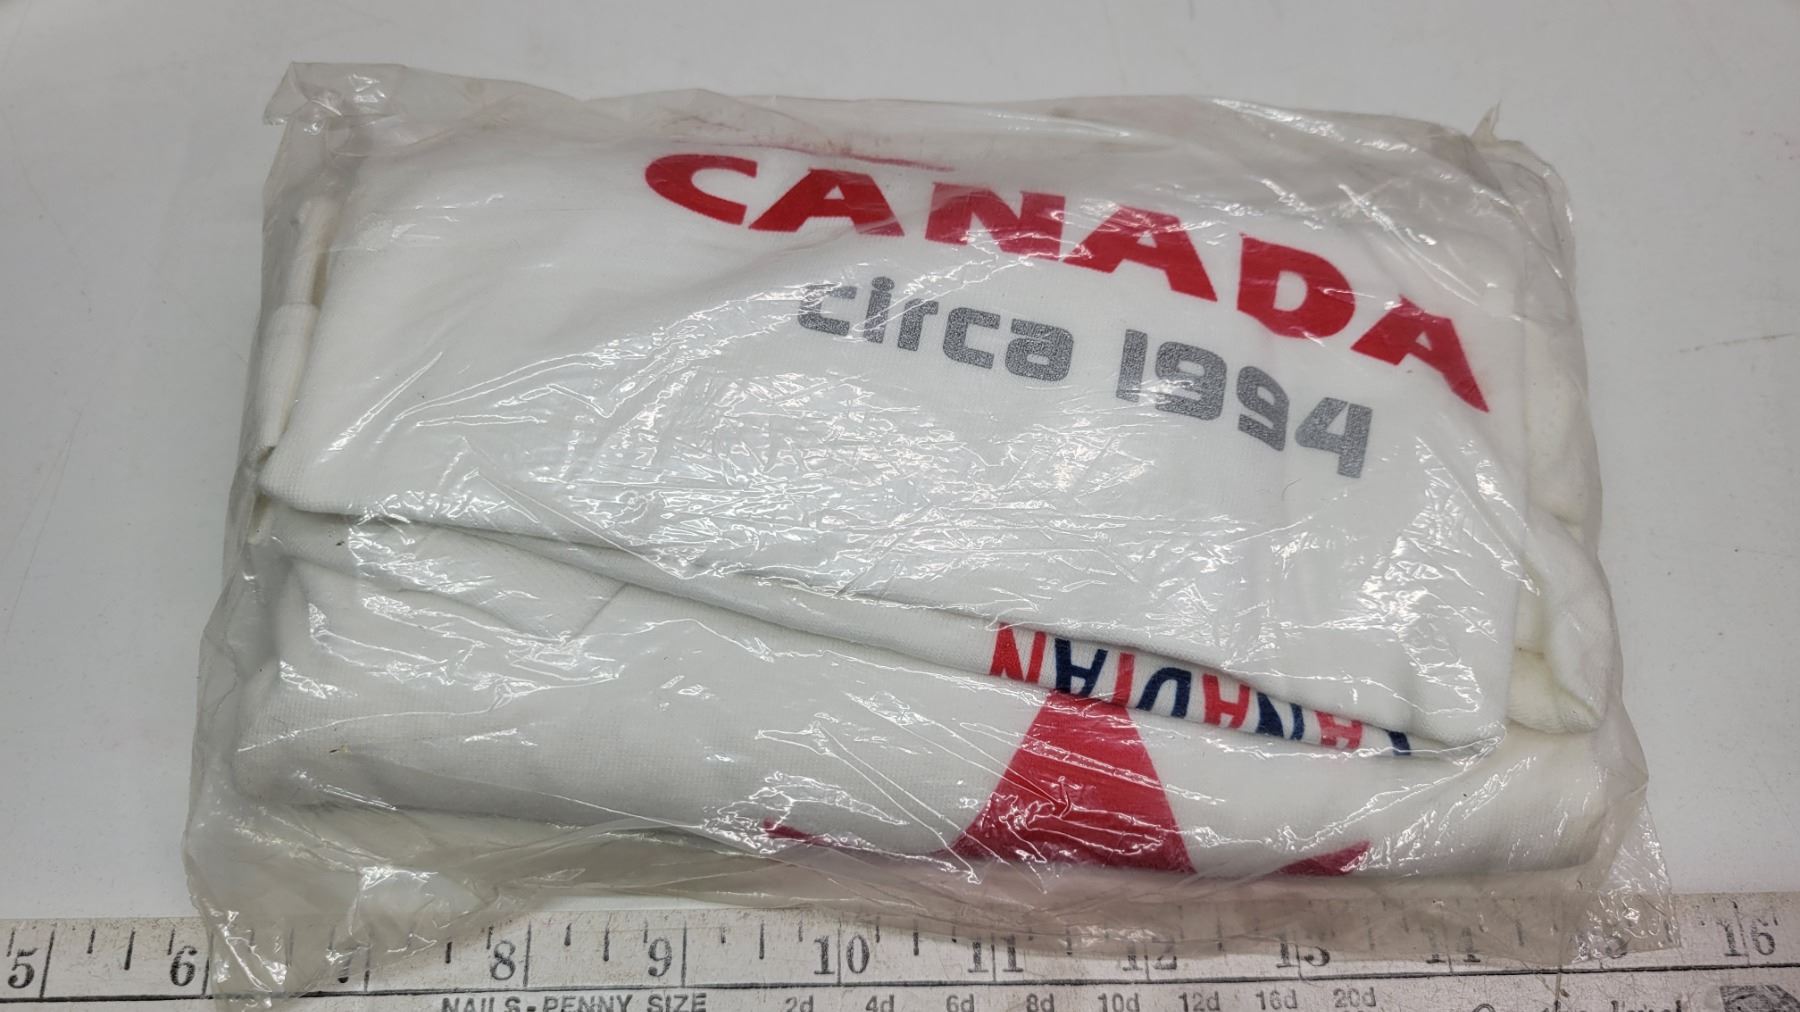 CANADA
circa 1994
5 6 7 8 9 10 11 12 13 14 15 16
NAILS - PENNY SIZE 2d 4d 6d 8d 10d 12d 16d 20d